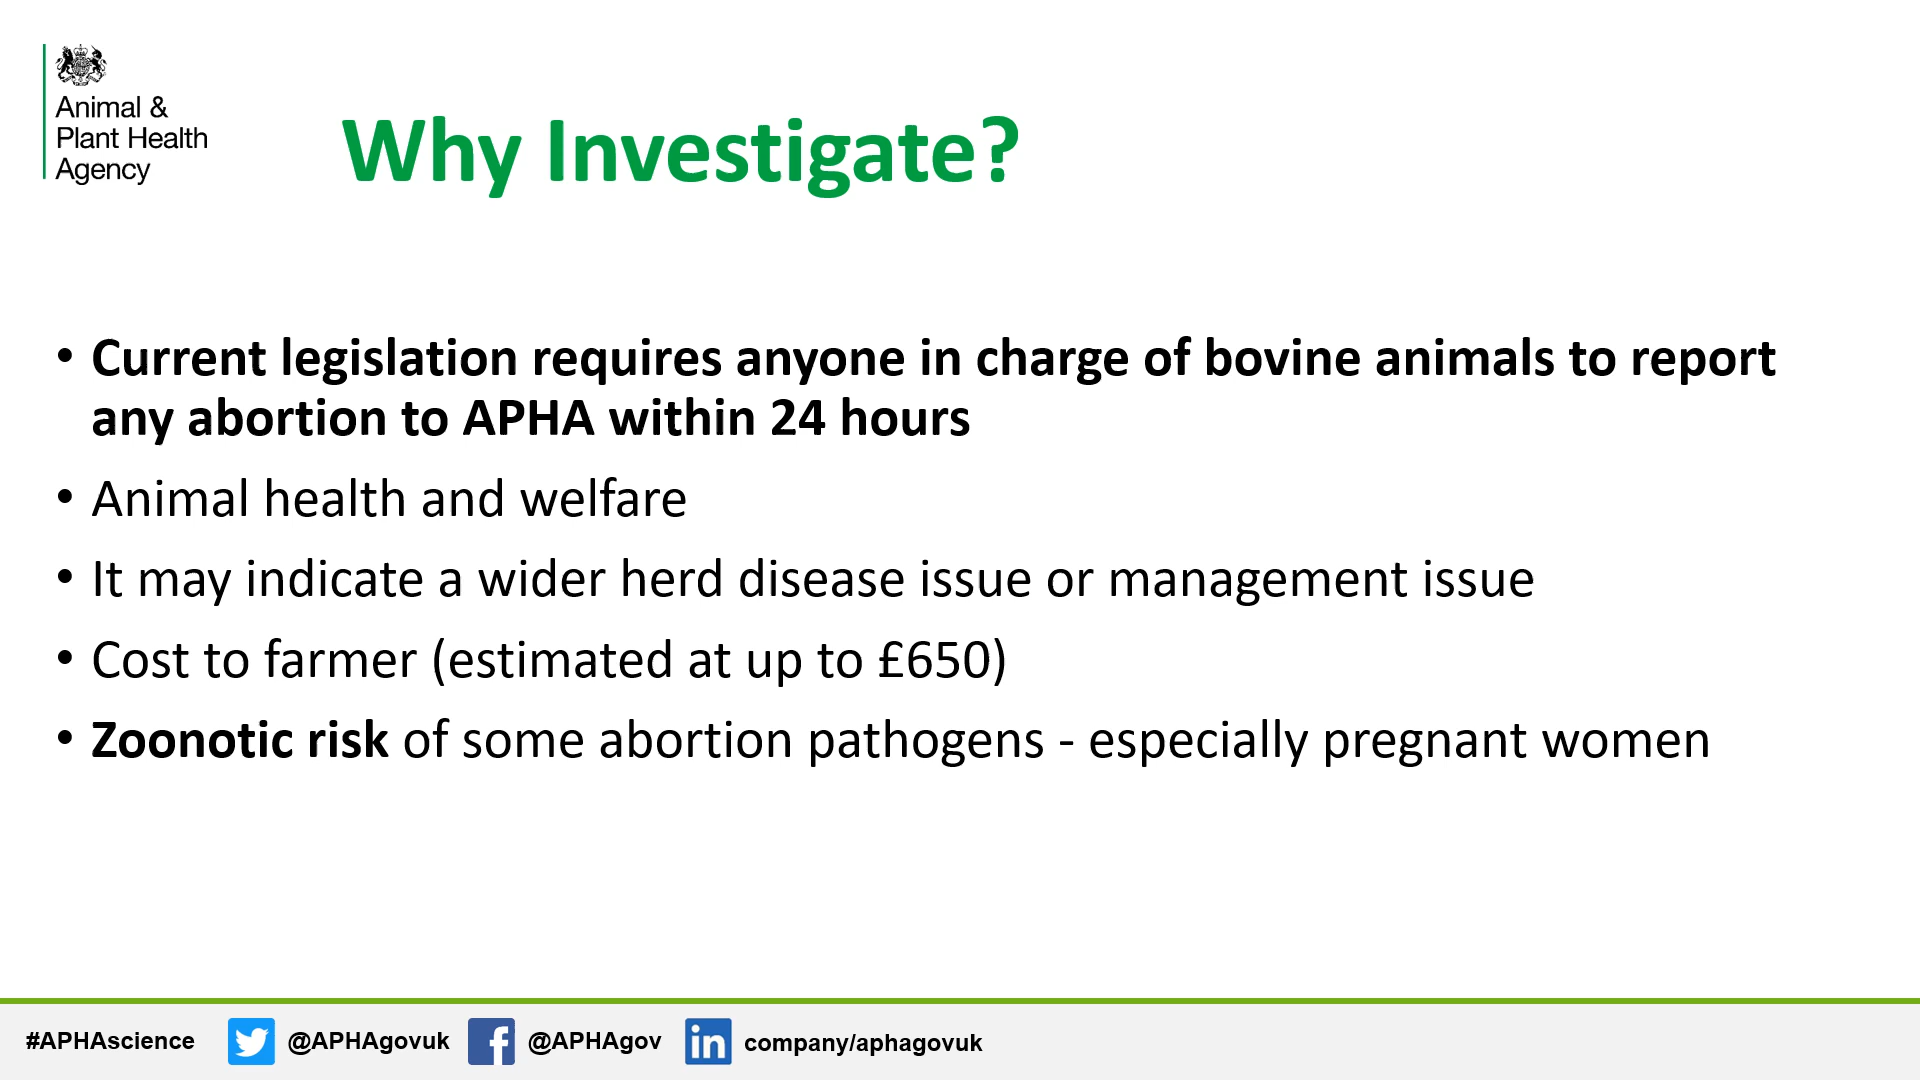 Animal &
Plant Health
Agency
Why Investigate?
• Current legislation requires anyone in charge of bovine animals to report
any abortion to APHA within 24 hours
• Animal health and welfare
• It may indicate a wider herd disease issue or management issue
• Cost to farmer (estimated at up to £650)
• Zoonotic risk of some abortion pathogens - especially pregnant women
#APHAscience @APHAgovuk @APHAgov company/aphagovuk